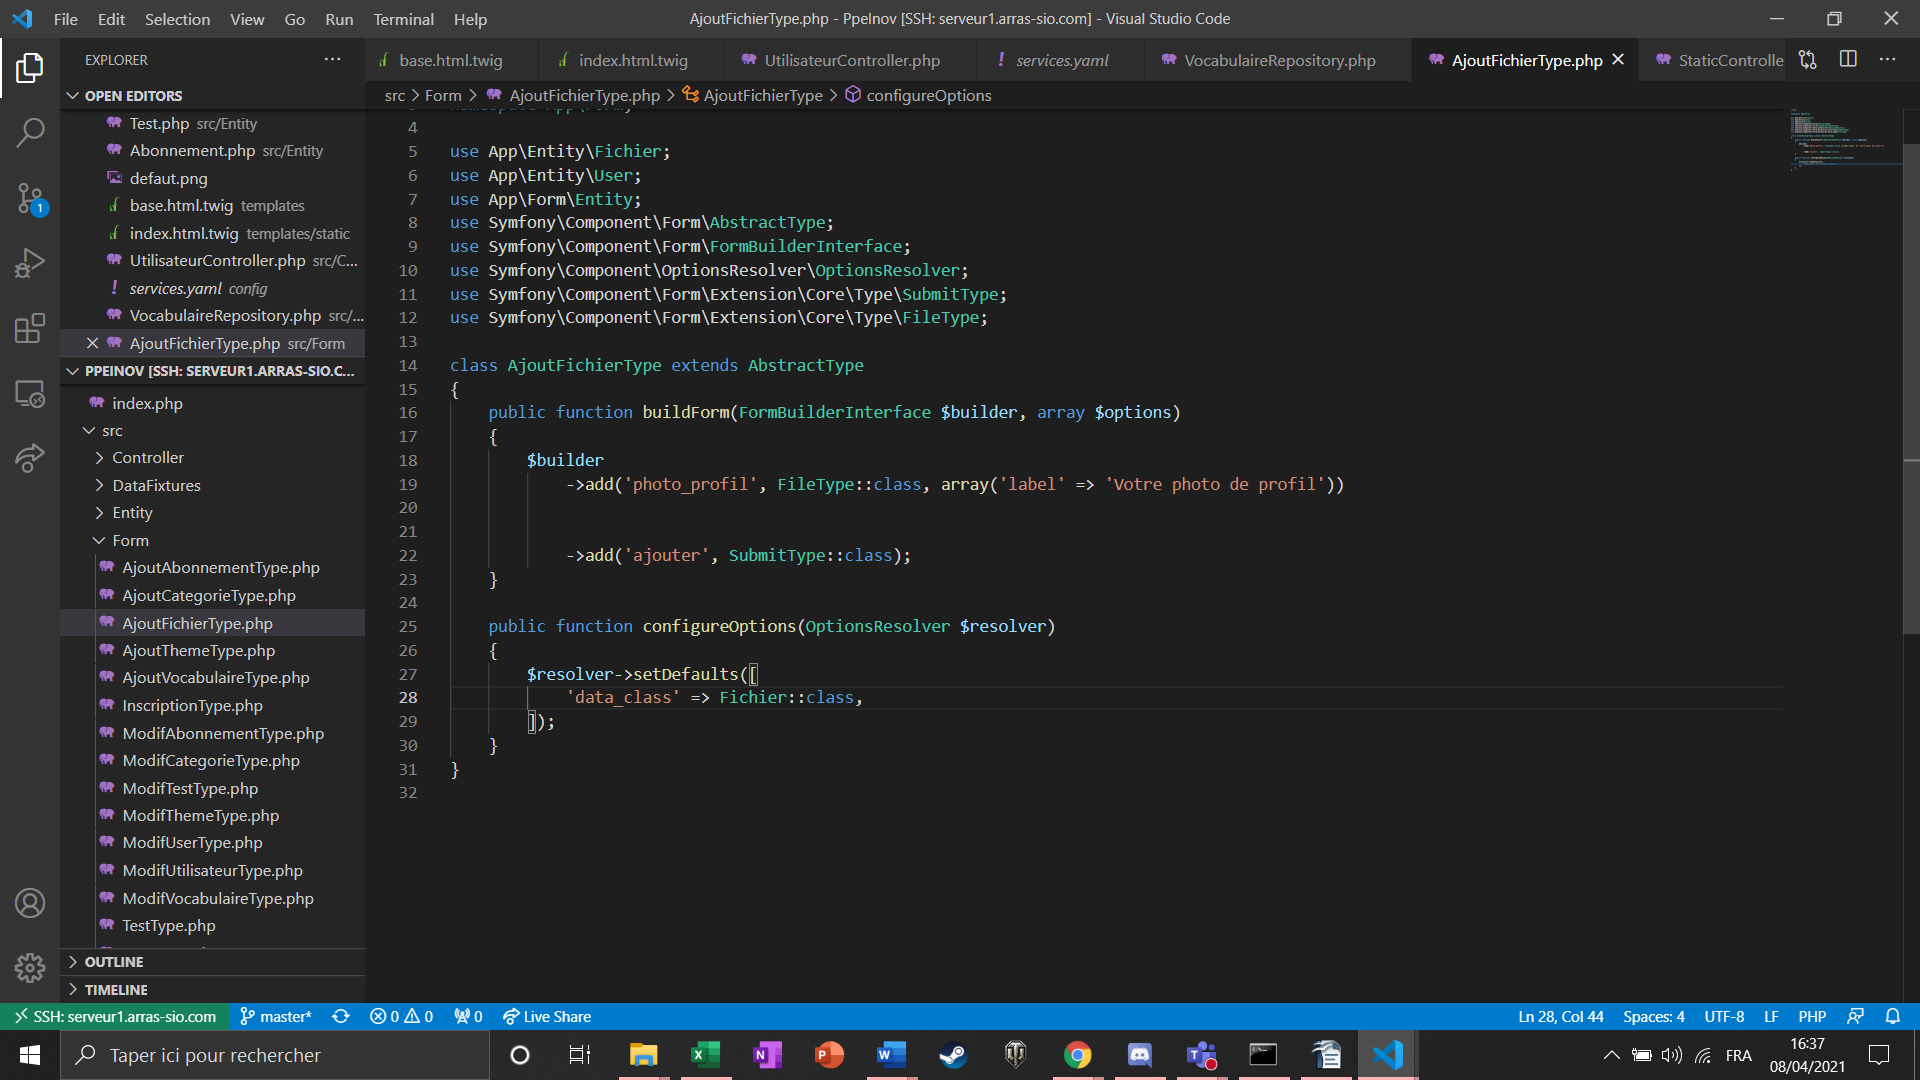 File Edit Selection View Go Run Terminal Help
AjoutFichierType.php - PpeInov [SSH: serveur1.arras-sio.com] - Visual Studio Code
EXPLORER
base.html.twig
index.html.twig
UtilisateurController.php
services.yaml
VocabulaireRepository.php
AjoutFichierType.php
StaticControlle
src > Form > AjoutFichierType.php > AjoutFichierType > configureOptions
OPEN EDITORS
Test.php src/Entity
Abonnement.php src/Entity
defaut.png
base.html.twig templates
index.html.twig templates/static
UtilisateurController.php src/C...
services.yaml config
VocabulaireRepository.php src/...
AjoutFichierType.php src/Form
PPEINOV [SSH: SERVEUR1.ARRAS-SIO.C...
index.php
src
Controller
DataFixtures
Entity
Form
AjoutAbonnementType.php
AjoutCategorieType.php
AjoutFichierType.php
AjoutThemeType.php
AjoutVocabulaireType.php
InscriptionType.php
ModifAbonnementType.php
ModifCategorieType.php
ModifTestType.php
ModifThemeType.php
ModifUserType.php
ModifUtilisateurType.php
ModifVocabulaireType.php
TestType.php
OUTLINE
TIMELINE
4
5 use App\Entity\Fichier;
6 use App\Entity\User;
7 use App\Form\Entity;
8 use Symfony\Component\Form\AbstractType;
9 use Symfony\Component\Form\FormBuilderInterface;
10 use Symfony\Component\OptionsResolver\OptionsResolver;
11 use Symfony\Component\Form\Extension\Core\Type\SubmitType;
12 use Symfony\Component\Form\Extension\Core\Type\FileType;
13
14 class AjoutFichierType extends AbstractType
15 {
16 public function buildForm(FormBuilderInterface $builder, array $options)
17 {
18 $builder
19 ->add('photo_profil', FileType::class, array('label' => 'Votre photo de profil'))
20
21
22 ->add('ajouter', SubmitType::class);
23 }
24
25 public function configureOptions(OptionsResolver $resolver)
26 {
27 $resolver->setDefaults([
28 'data_class' => Fichier::class,
29 ]);
30 }
31 }
32
1
SSH: serveur1.arras-sio.com master* 0 0 0 Live Share
Ln 28, Col 44 Spaces: 4 UTF-8 LF PHP
Taper ici pour rechercher
FRA
16:37
08/04/2021